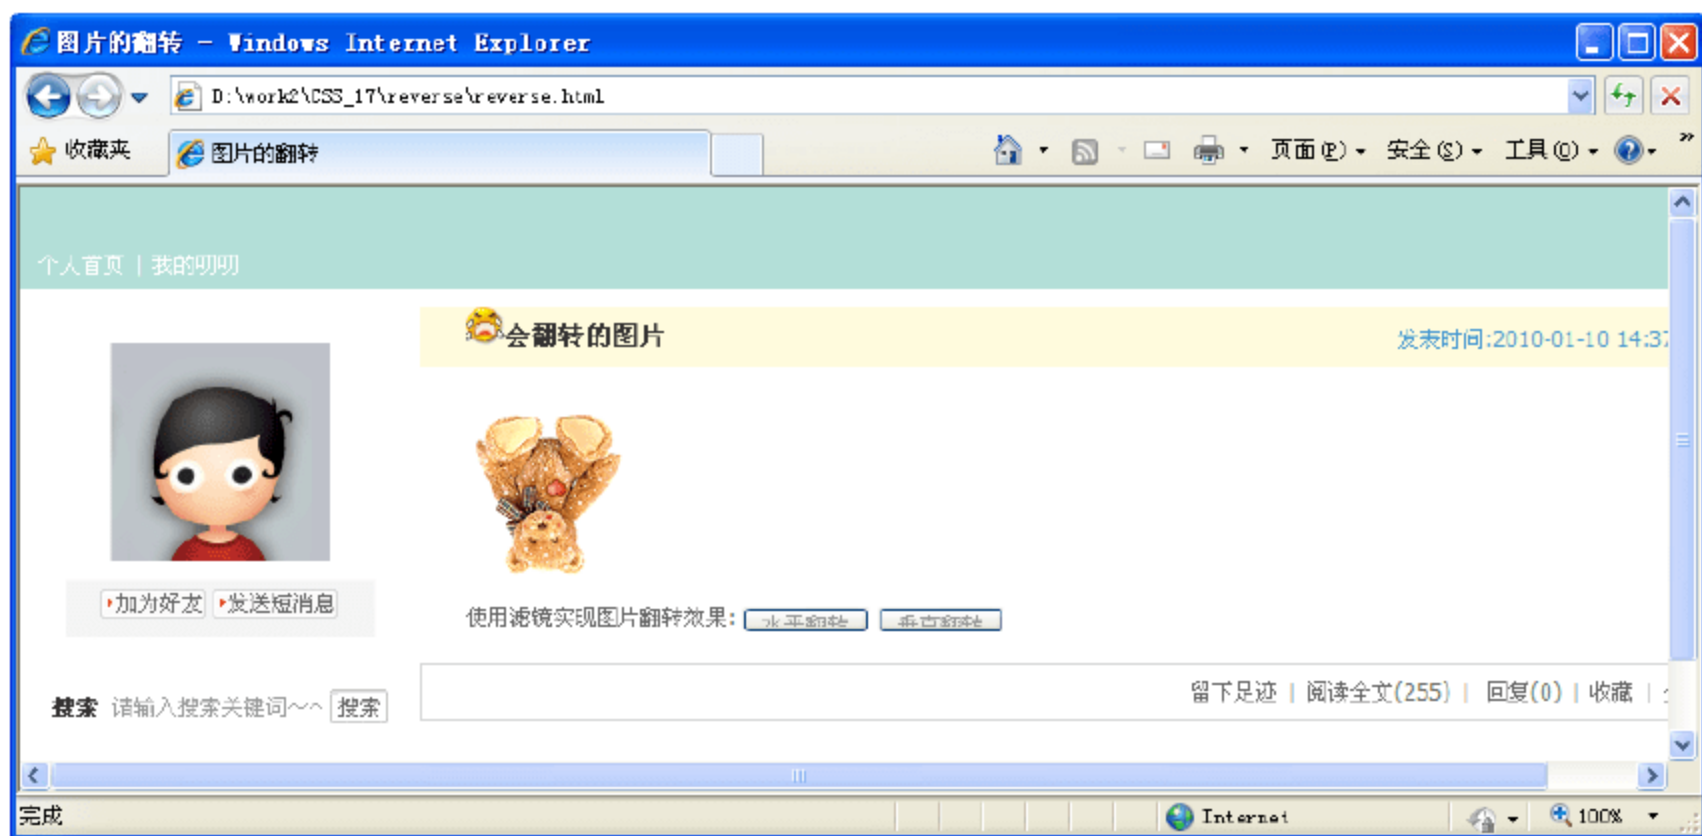 图片的翻转 - Windows Internet Explorer
D:\work2\CSS_17\reverse\reverse.html
收藏夹 图片的翻转 页面(P) 安全(S) 工具(O) »
个人首页 | 我的明明
会翻转的图片 发表时间:2010-01-10 14:37
加为好友 发送短消息
使用滤镜实现图片翻转效果: 水平翻转 垂直翻转
搜索 请输入搜索关键词~~ 搜索
留下足迹 | 阅读全文(255) | 回复(0) | 收藏 |
完成 Internet 100%